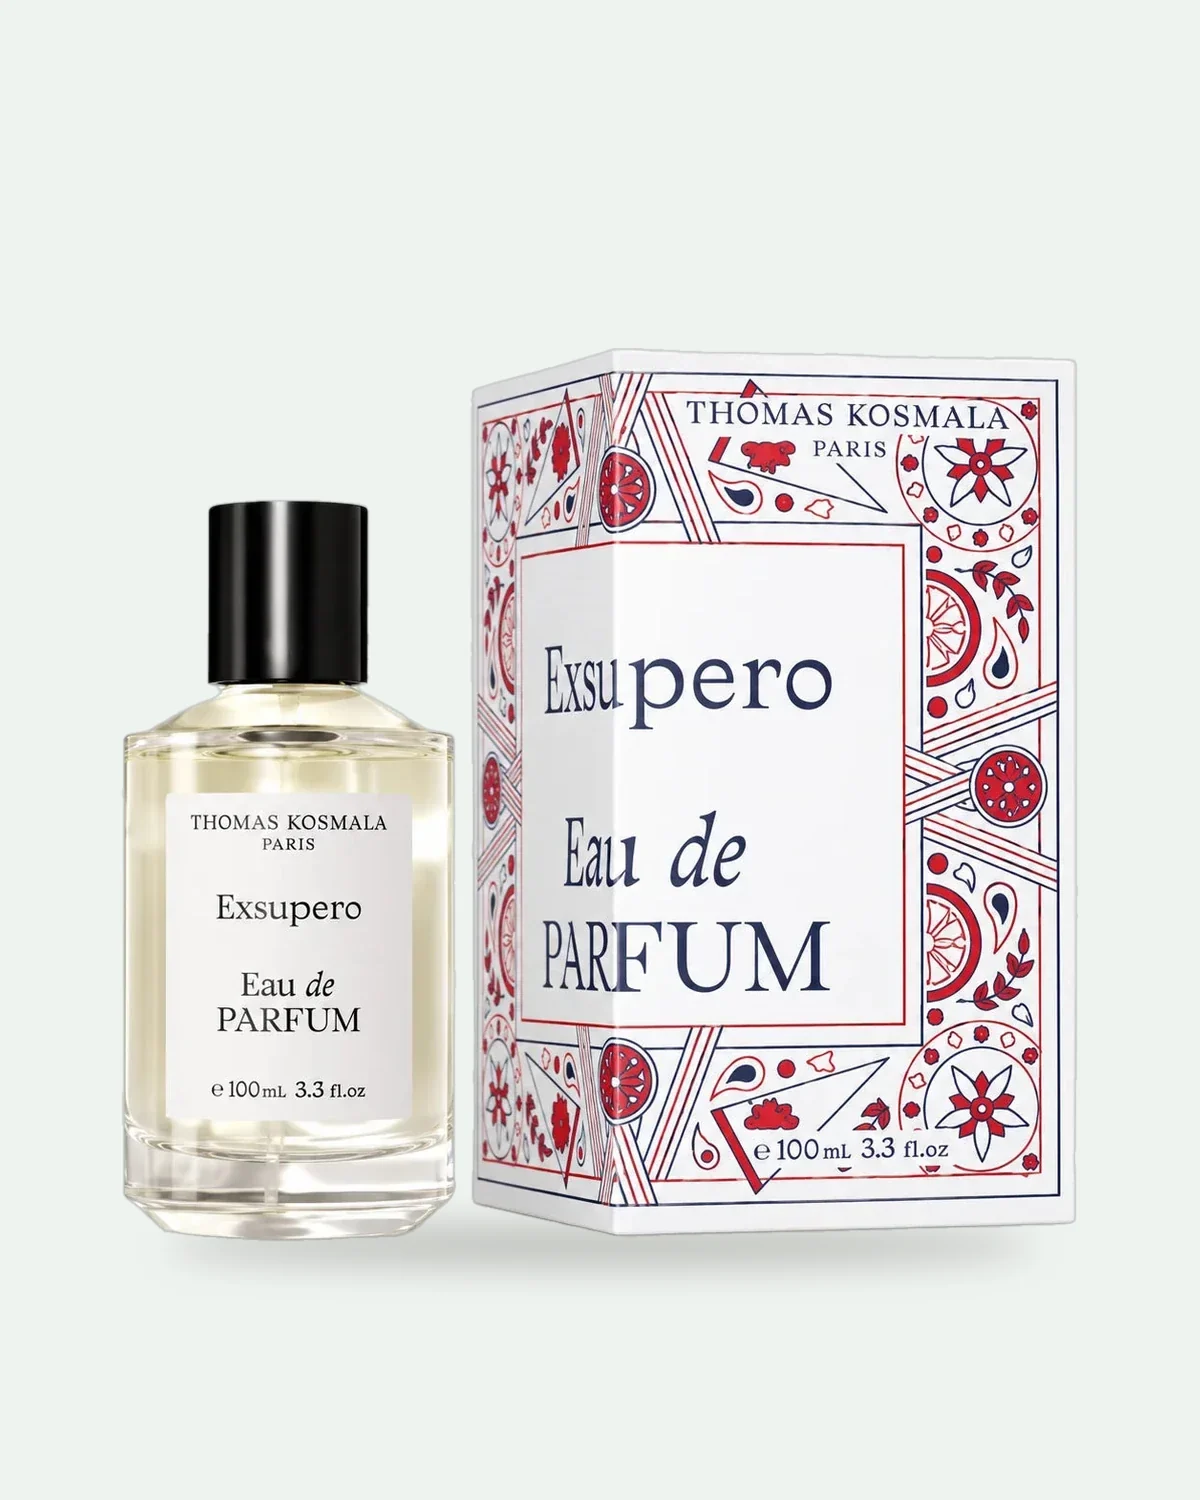 THOMAS KOSMALA
PARIS
Exsupero
Eau de
PARFUM
e 100 mL 3.3 fl.oz
THOMAS KOSMALA
PARIS
Exsupero
Eau de
PARFUM
e 100 mL 3.3 fl.oz